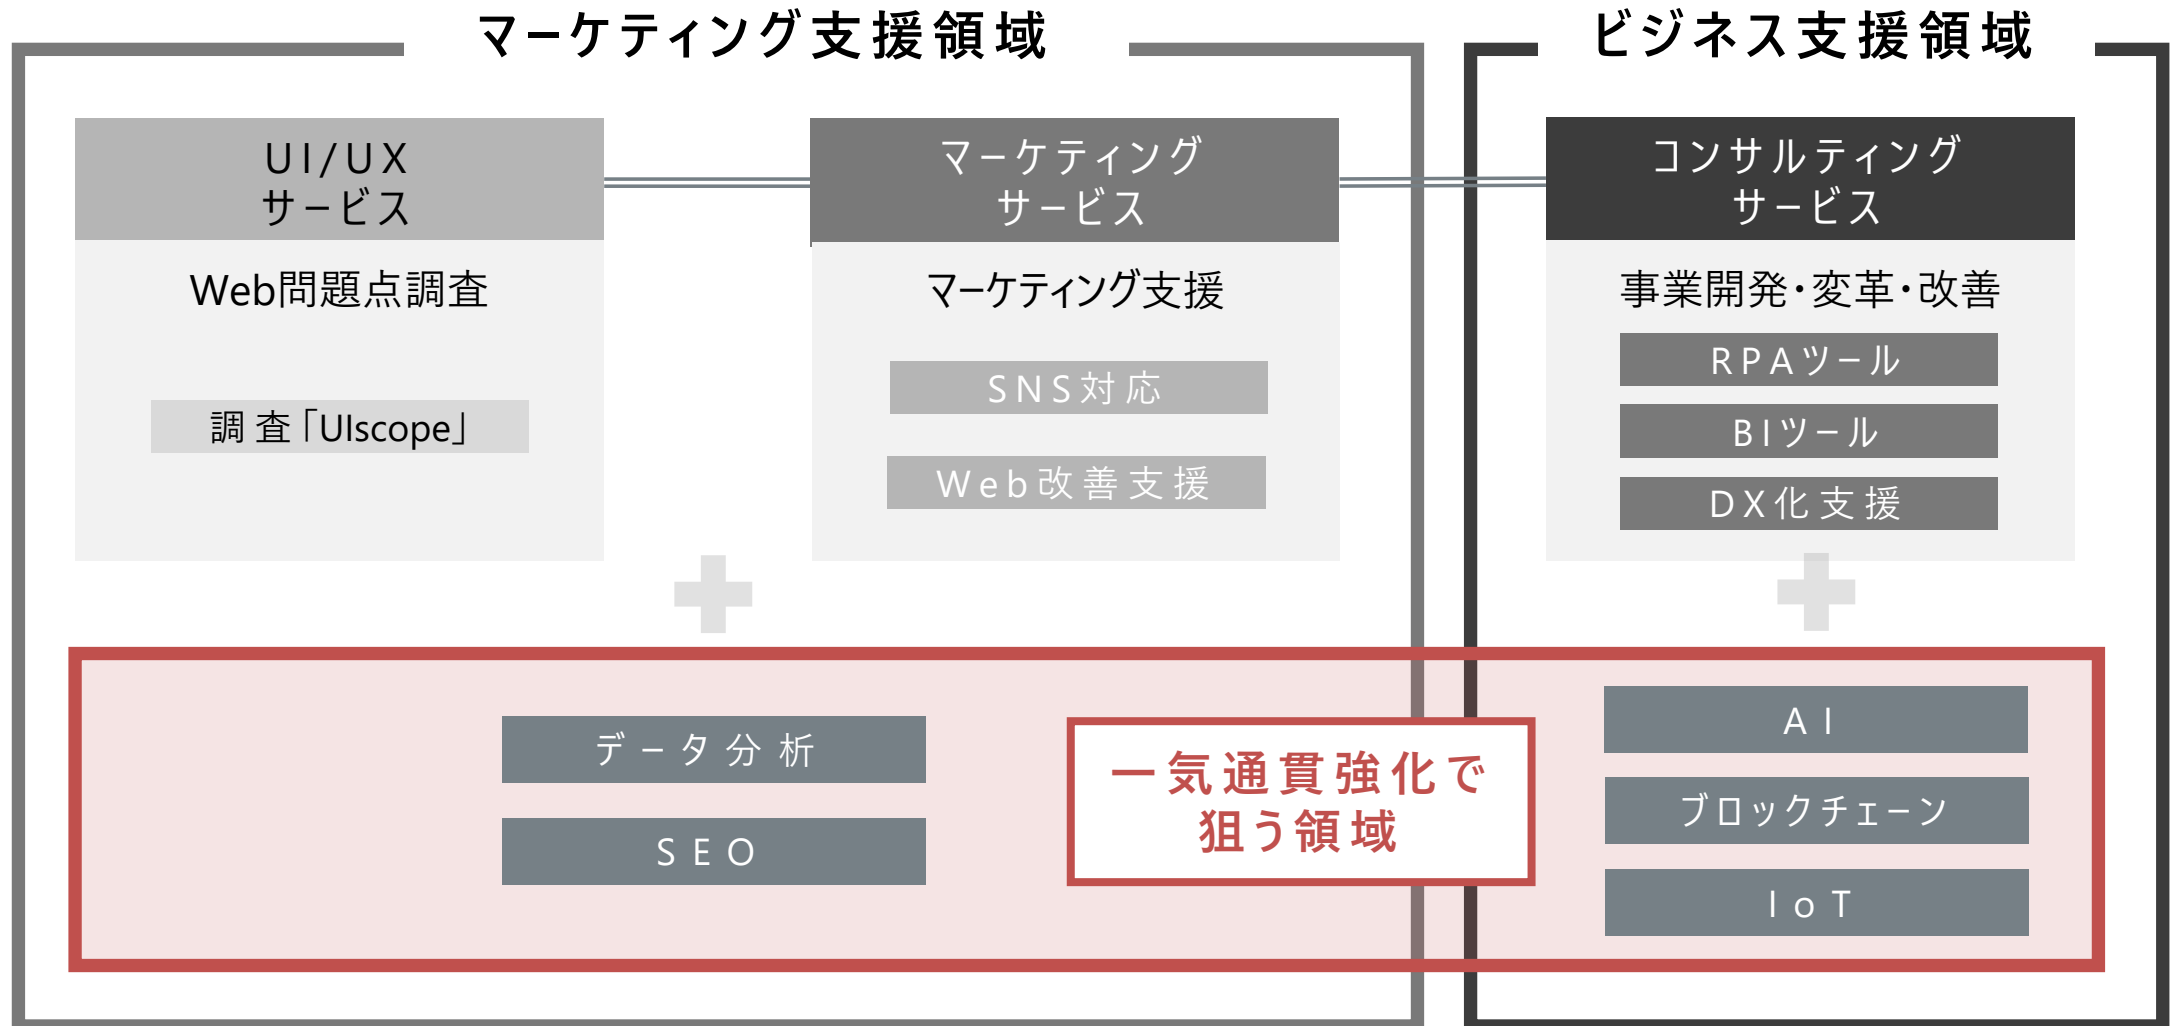 マーケティング支援領域
ビジネス支援領域
UI/UX
サービス
マーケティング
サービス
コンサルティング
サービス
Web問題点調査
マーケティング支援
事業開発・変革・改善
調査「UIscope」
SNS対応
Web改善支援
RPAツール
BIツール
DX化支援
データ分析
SEO
一気通貫強化で
狙う領域
AI
ブロックチェーン
IoT